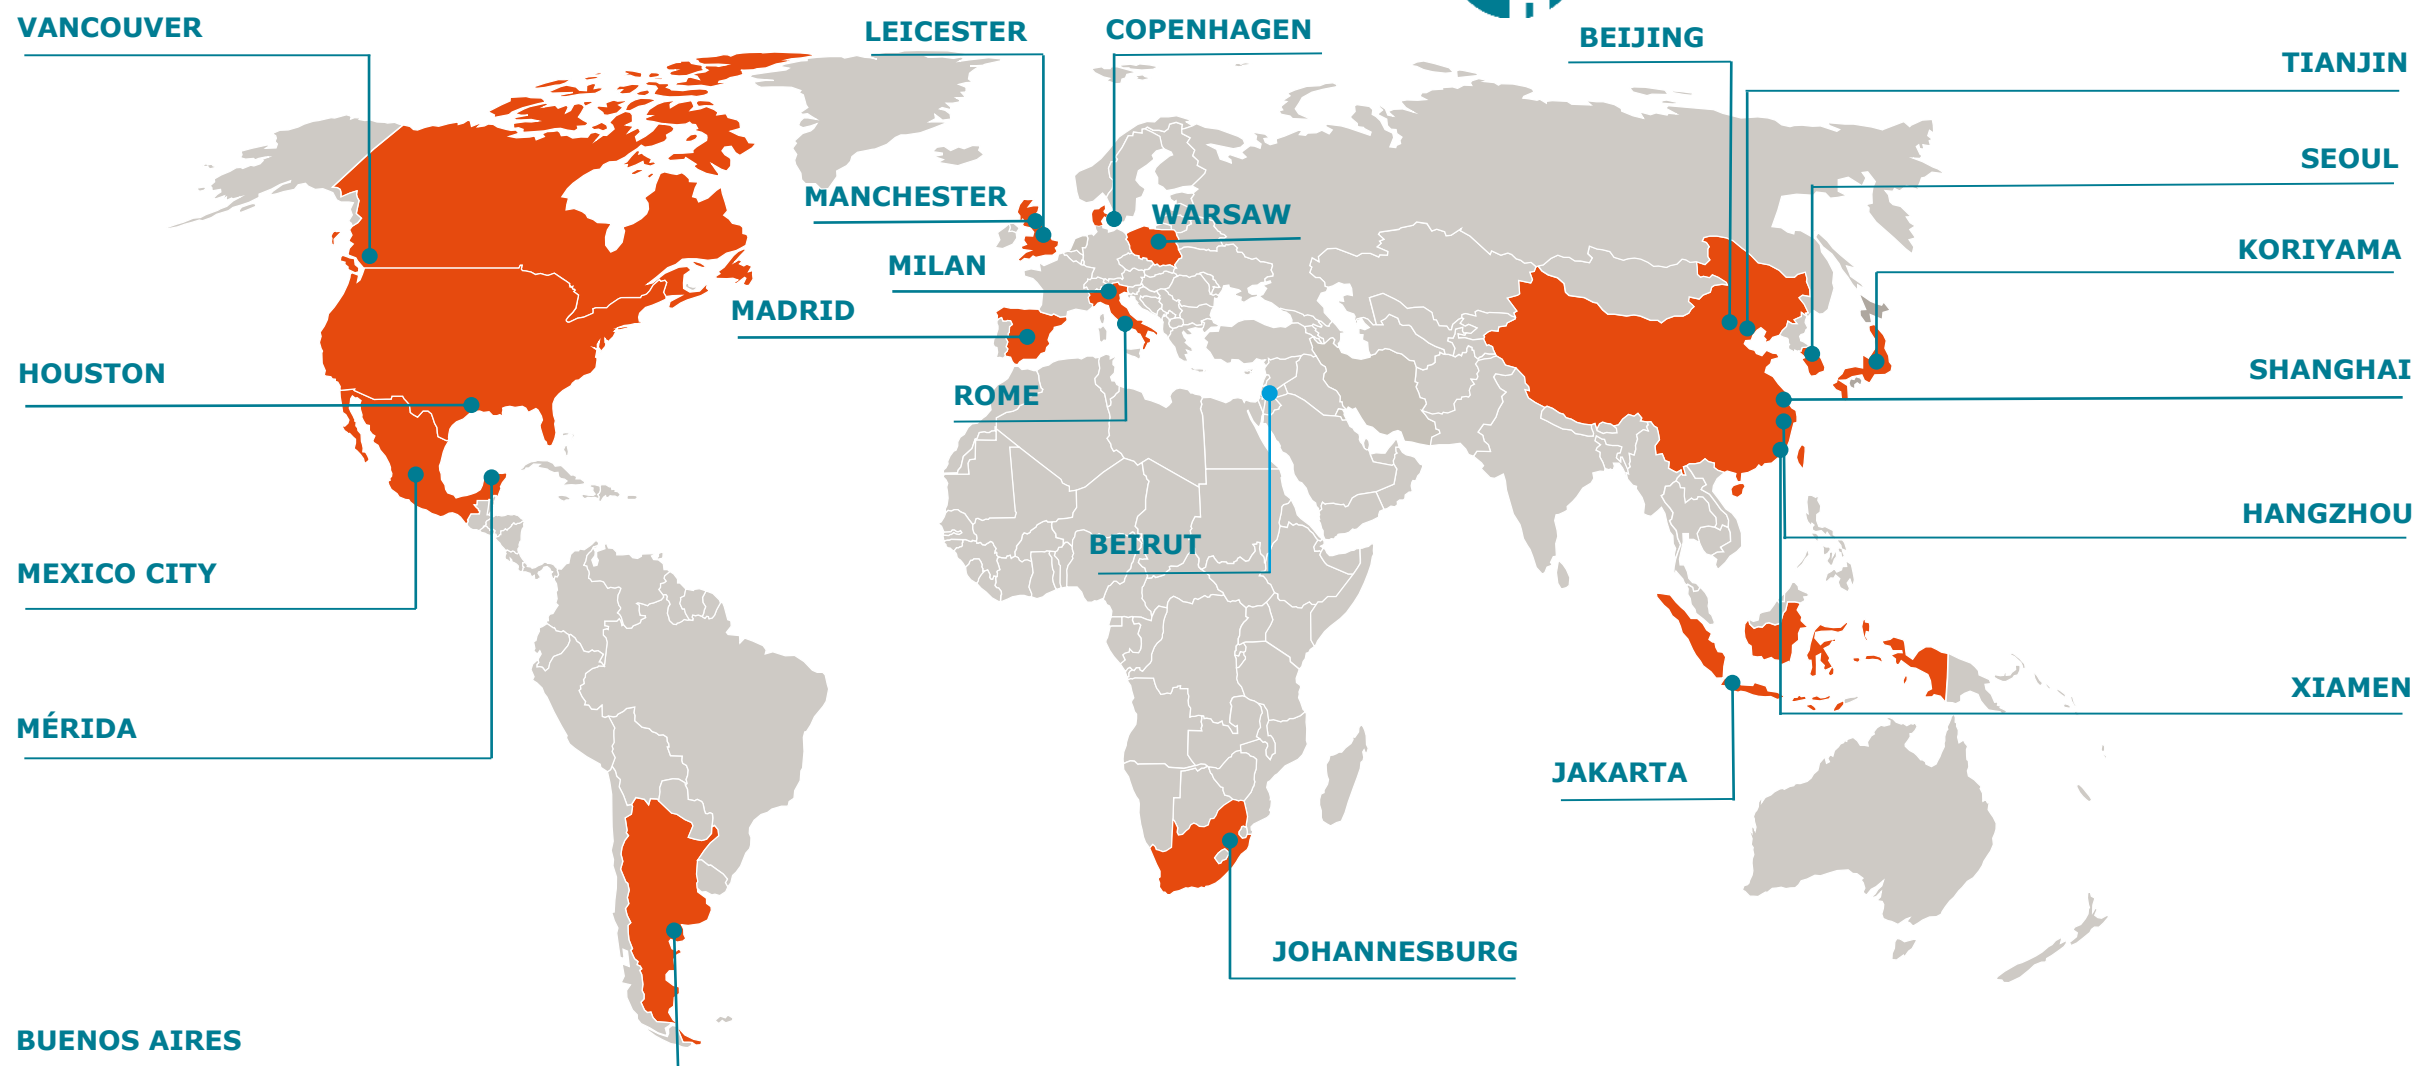 VANCOUVER
LEICESTER
COPENHAGEN
BEIJING
TIANJIN
SEOUL
MANCHESTER
WARSAW
KORIYAMA
MILAN
MADRID
HOUSTON
SHANGHAI
ROME
HANGZHOU
BEIRUT
MEXICO CITY
XIAMEN
MÉRIDA
JAKARTA
JOHANNESBURG
BUENOS AIRES